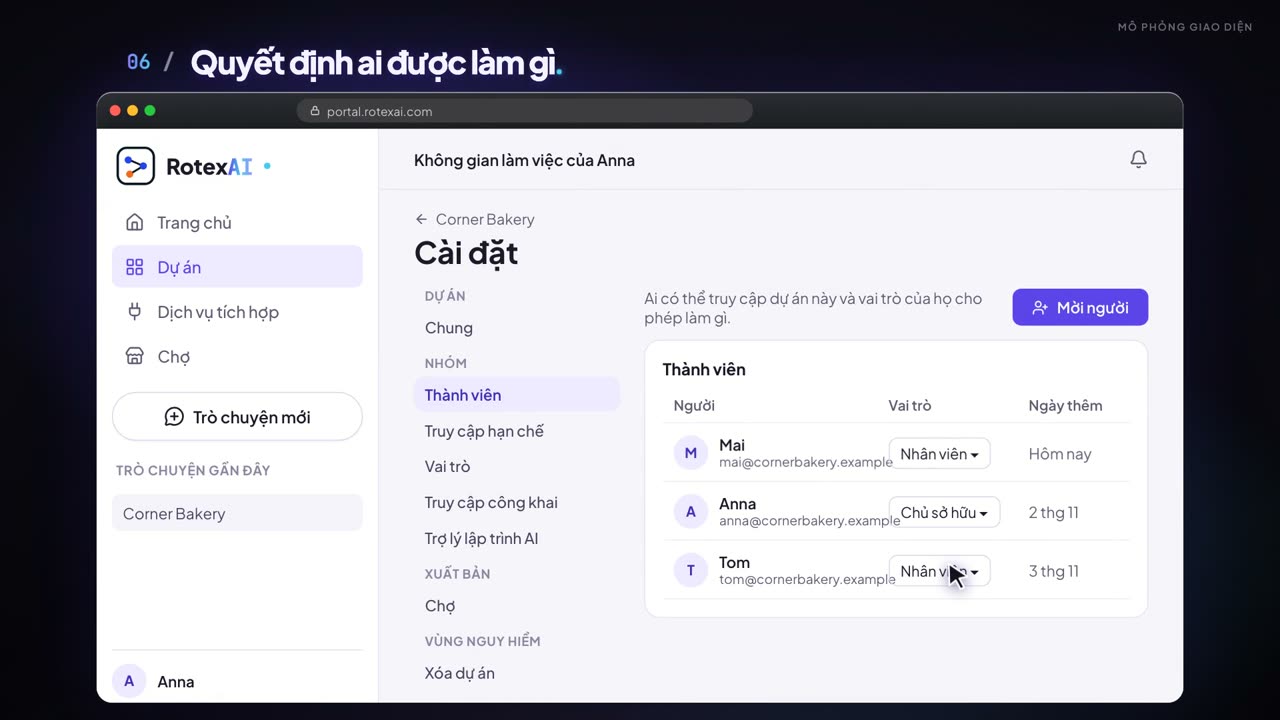 MÔ PHỎNG GIAO DIỆN
06 / Quyết định ai được làm gì.
portal.rotexai.com
RotexAI
Không gian làm việc của Anna
Trang chủ
Dự án
Dịch vụ tích hợp
Chợ
Trò chuyện mới
TRÒ CHUYỆN GẦN ĐÂY
Corner Bakery
A Anna
← Corner Bakery
Cài đặt
DỰ ÁN
Chung
NHÓM
Thành viên
Truy cập hạn chế
Vai trò
Truy cập công khai
Trợ lý lập trình AI
XUẤT BẢN
Chợ
VÙNG NGUY HIỂM
Xóa dự án
Ai có thể truy cập dự án này và vai trò của họ cho
phép làm gì.
Mời người
Thành viên
Người Vai trò Ngày thêm
M Mai Nhân viên Hôm nay
mai@cornerbakery.example
A Anna Chủ sở hữu 2 thg 11
anna@cornerbakery.example
T Tom Nhân viên 3 thg 11
tom@cornerbakery.example